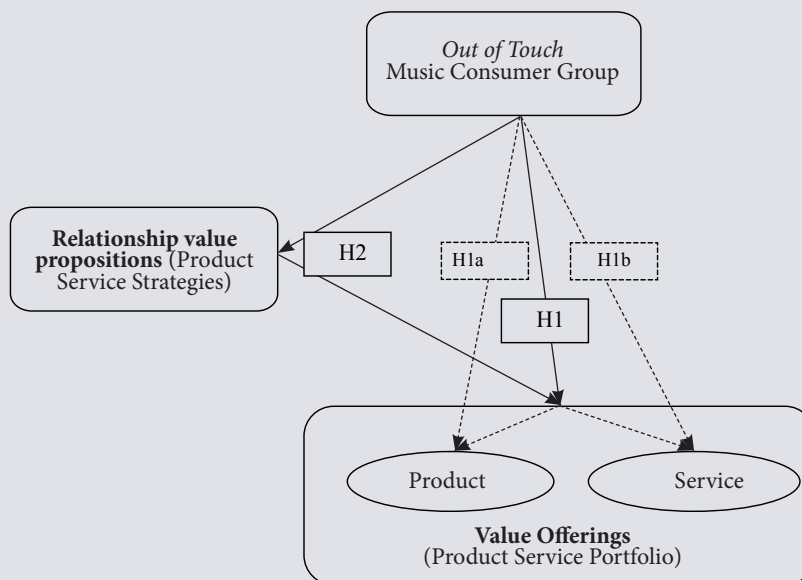 Out of Touch
Music Consumer Group
Relationship value
propositions (Product
Service Strategies)
H2
H1a
H1b
H1
Product
Service
Value Offerings
(Product Service Portfolio)